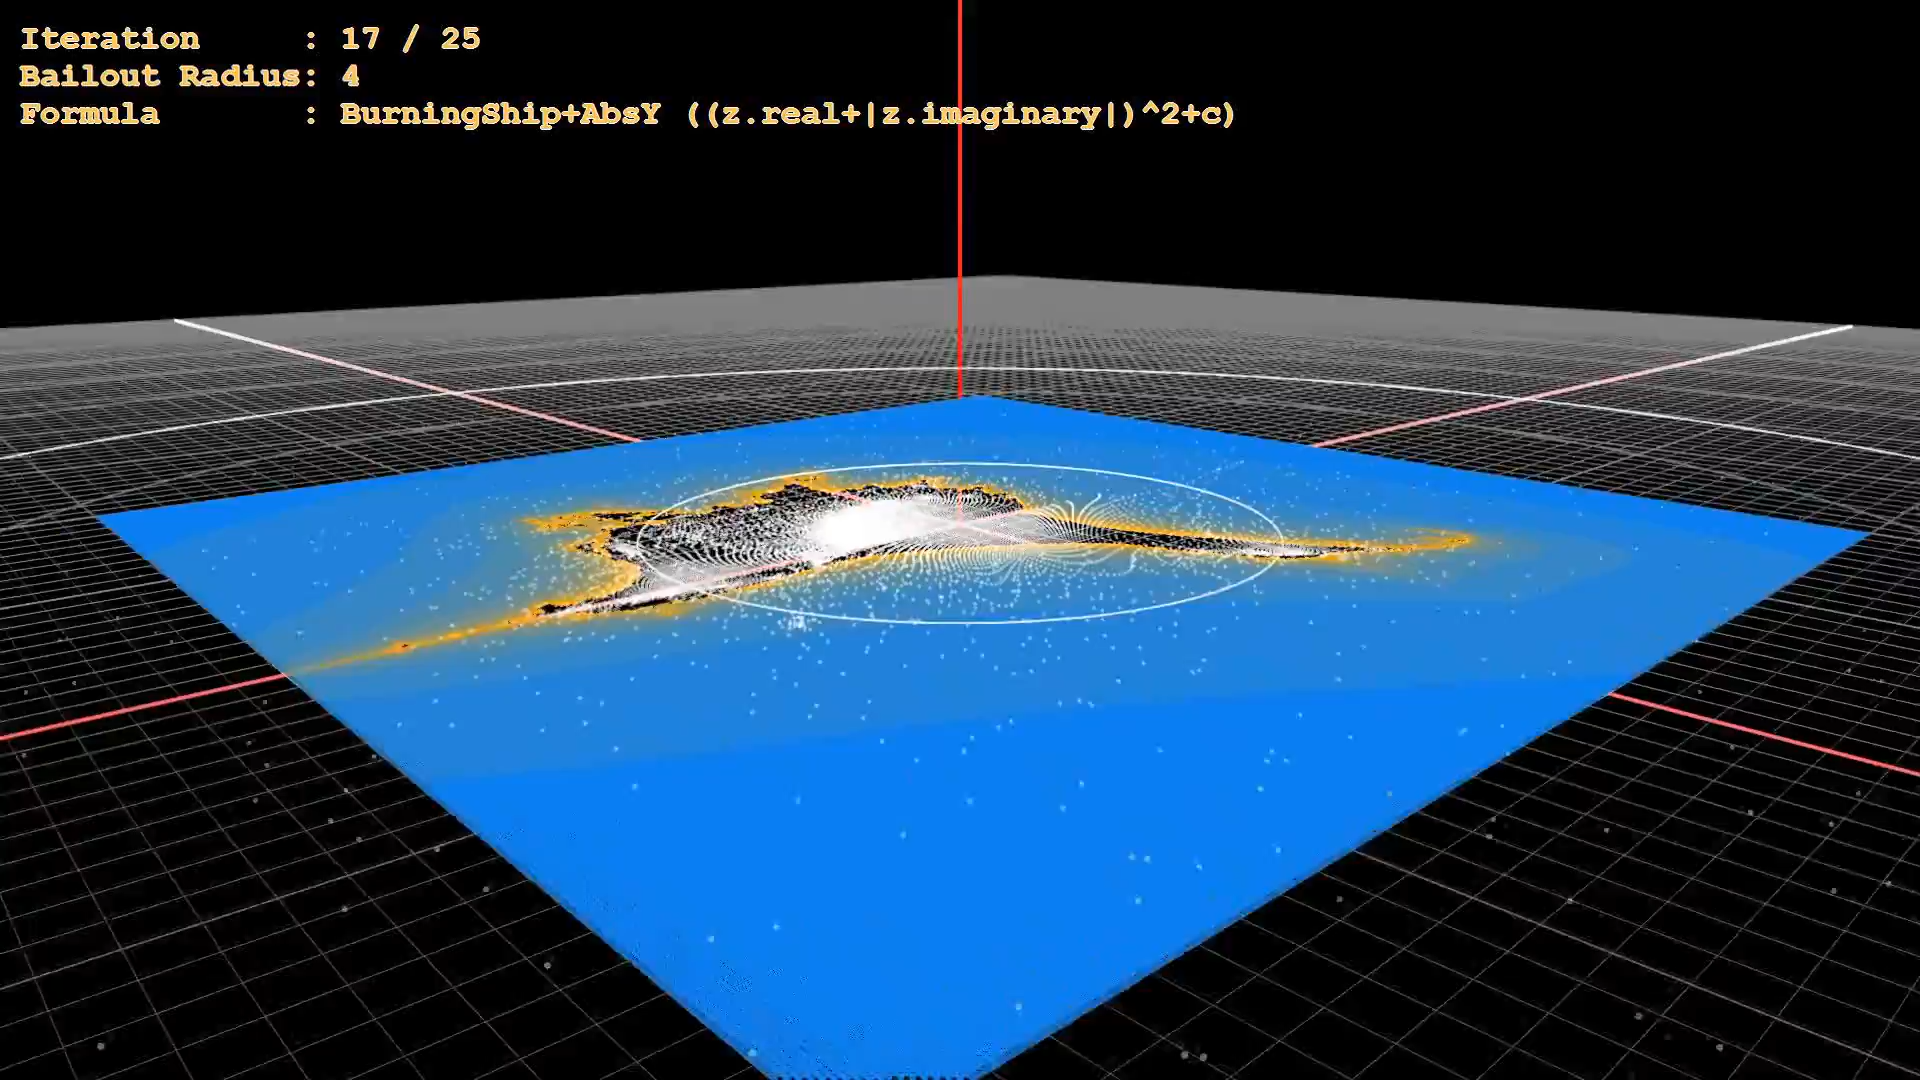 Iteration     : 17 / 25
Bailout Radius: 4
Formula       : BurningShip+AbsY ((z.real+|z.imaginary|)^2+c)